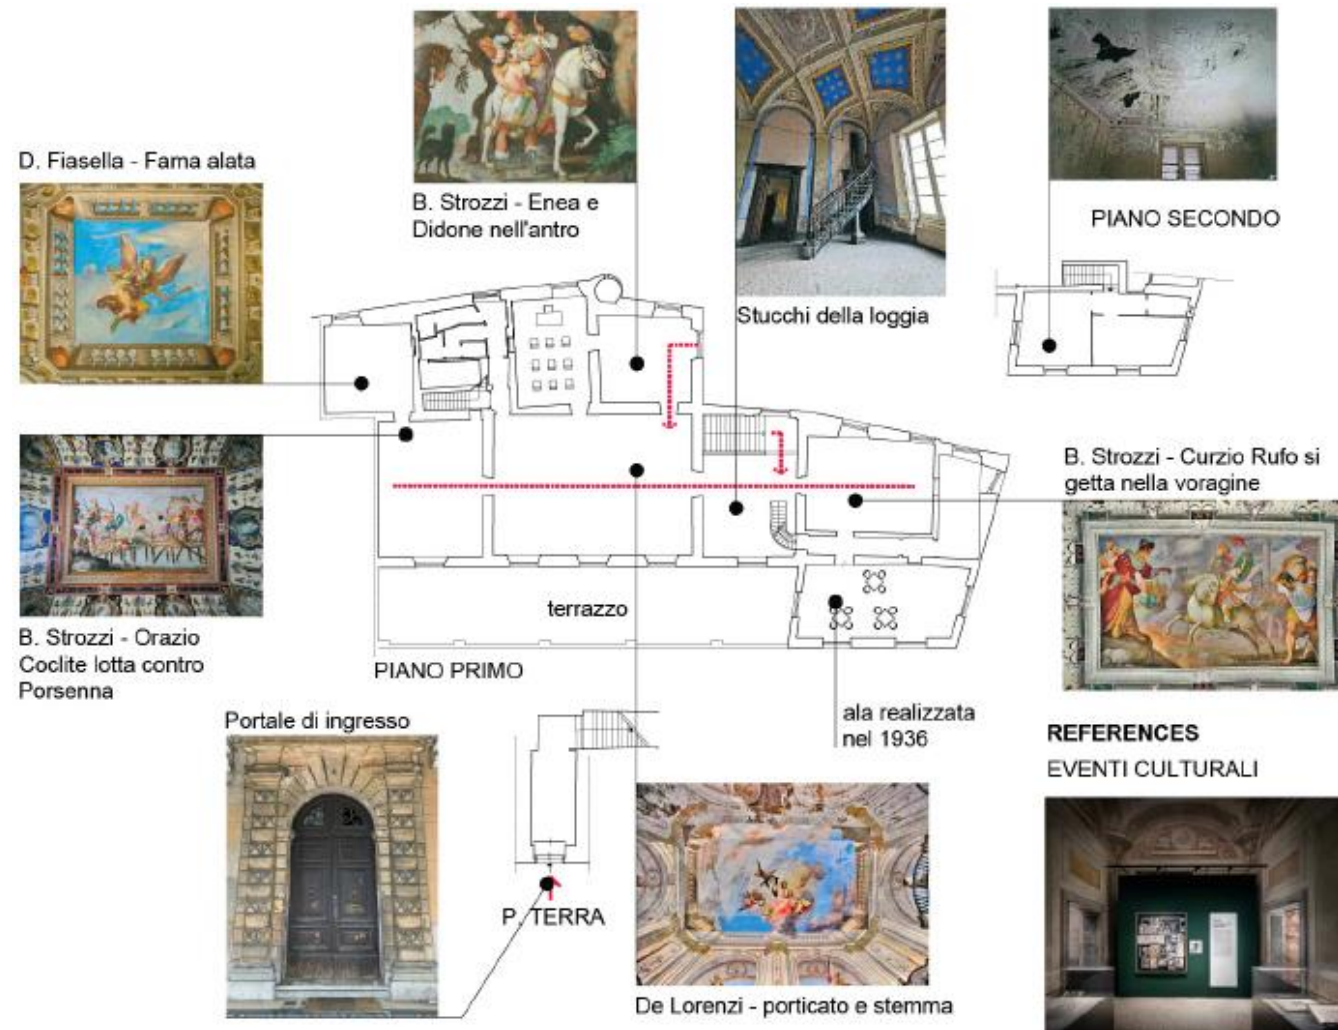 D. Fiasella - Fama alata
B. Strozzi - Enea e
Didone nell'antro
Stucchi della loggia
PIANO SECONDO
B. Strozzi - Orazio
Coclite lotta contro
Porsenna
B. Strozzi - Curzio Rufo si
getta nella voragine
terrazzo
PIANO PRIMO
ala realizzata
nel 1936
Portale di ingresso
P. TERRA
De Lorenzi - porticato e stemma
REFERENCES
EVENTI CULTURALI